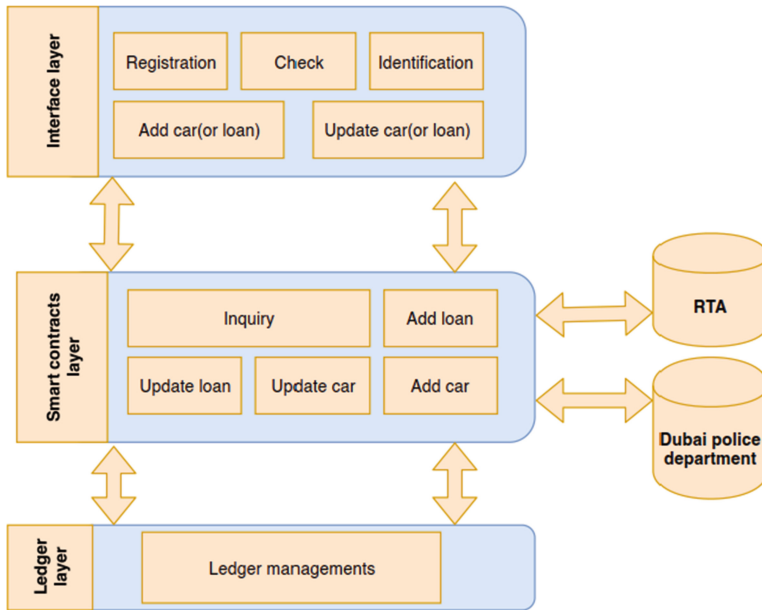 Interface layer
Registration
Check
Identification
Add car(or loan)
Update car(or loan)
Smart contracts
layer
Inquiry
Add loan
Update loan
Update car
Add car
RTA
Dubai police
department
Ledger
layer
Ledger managements